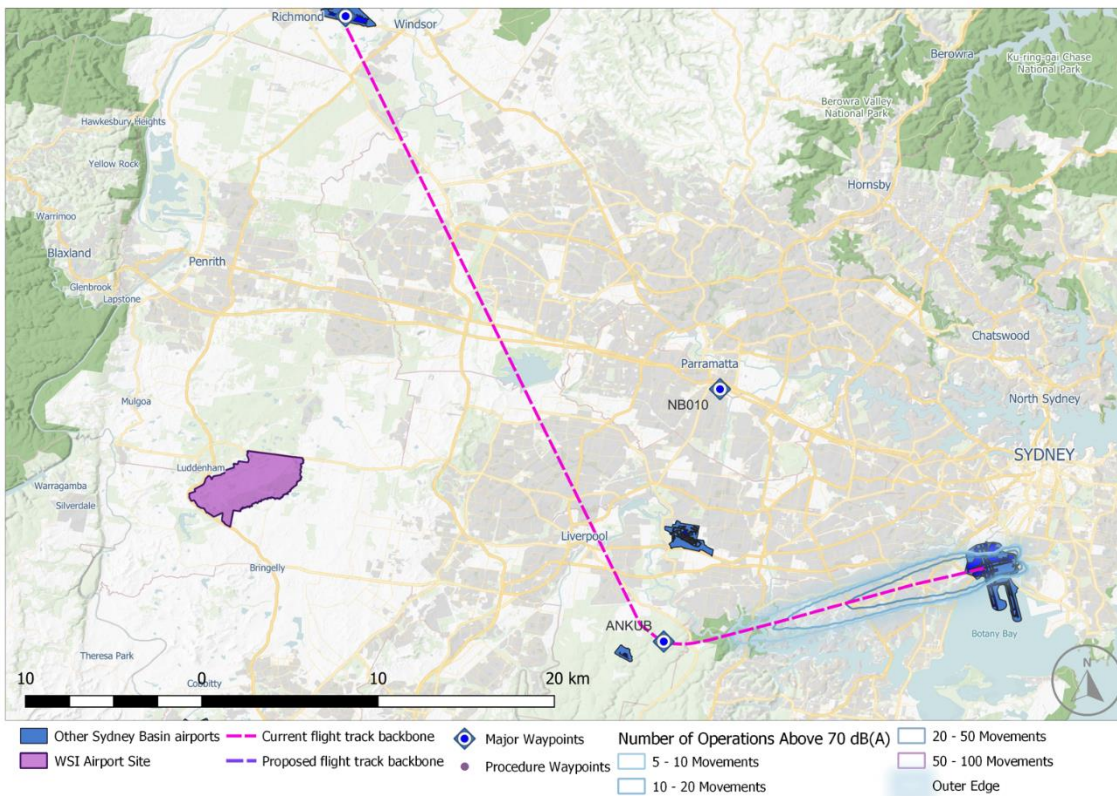 Richmond
Windsor
Berowra
Ku-ring-gai Chase
National Park
Berowra Valley
National Park
Hawkesbury Heights
Yellow Rock
Hornsby
Warrimoo
Blaxland
Penrith
Glenbrook
Lapstone
Chatswood
Parramatta
Mulgoa
NB010
North Sydney
SYDNEY
Luddenham
Warragamba
Silverdale
Liverpool
Bringelly
ANKUB
Botany Bay
Theresa Park
Cobbitty
N
10 0 10 20 km
Other Sydney Basin airports
WSI Airport Site
Current flight track backbone
Proposed flight track backbone
Major Waypoints
Procedure Waypoints
Number of Operations Above 70 dB(A)
5 - 10 Movements
10 - 20 Movements
20 - 50 Movements
50 - 100 Movements
Outer Edge